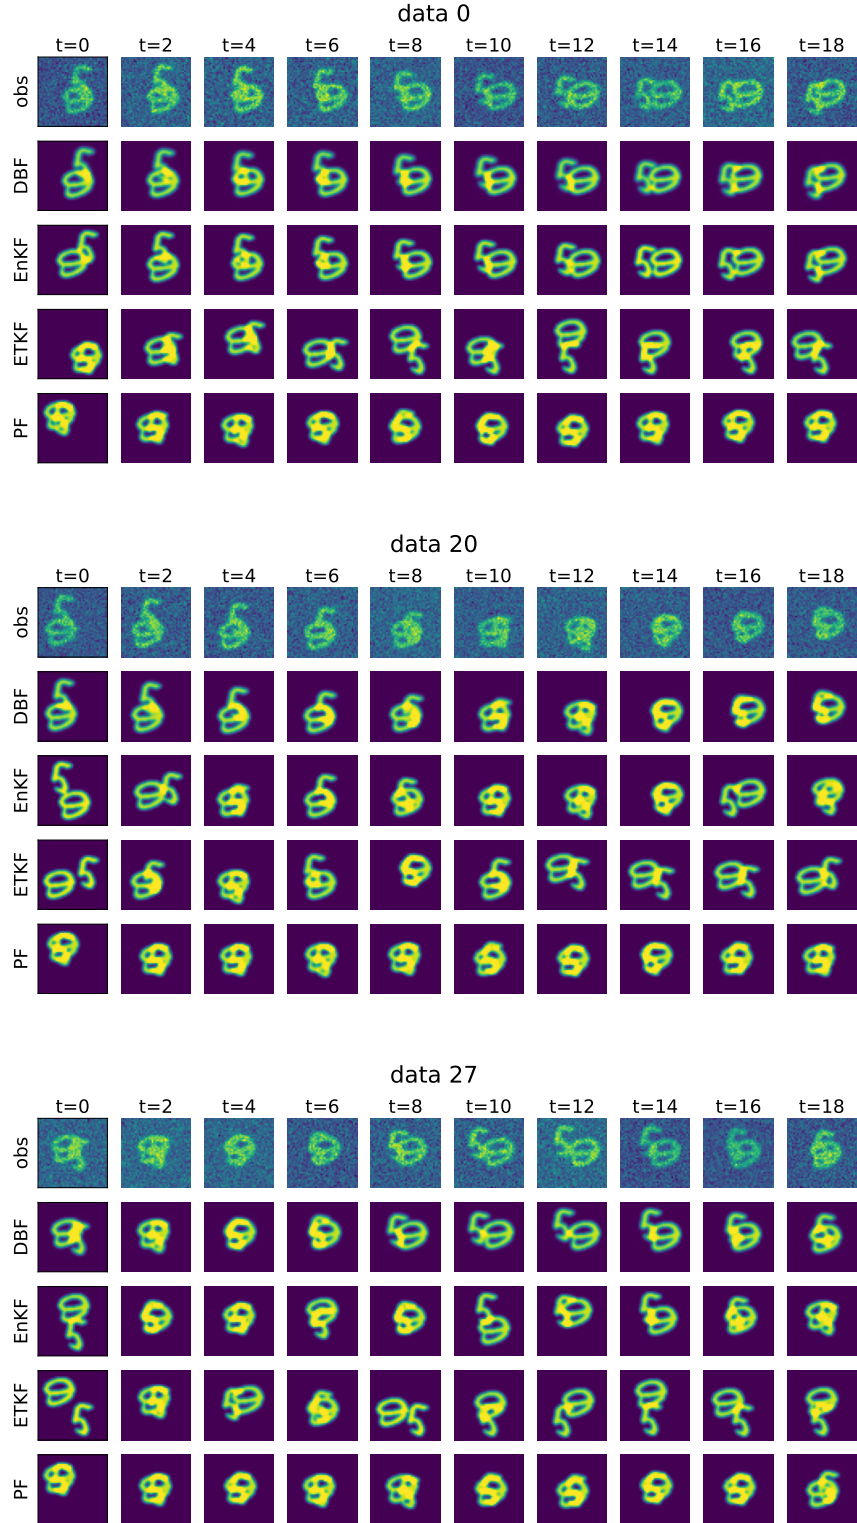 data 0
t=0 t=2 t=4 t=6 t=8 t=10 t=12 t=14 t=16 t=18
obs
DBF
EnKF
ETKF
PF
data 20
t=0 t=2 t=4 t=6 t=8 t=10 t=12 t=14 t=16 t=18
obs
DBF
EnKF
ETKF
PF
data 27
t=0 t=2 t=4 t=6 t=8 t=10 t=12 t=14 t=16 t=18
obs
DBF
EnKF
ETKF
PF